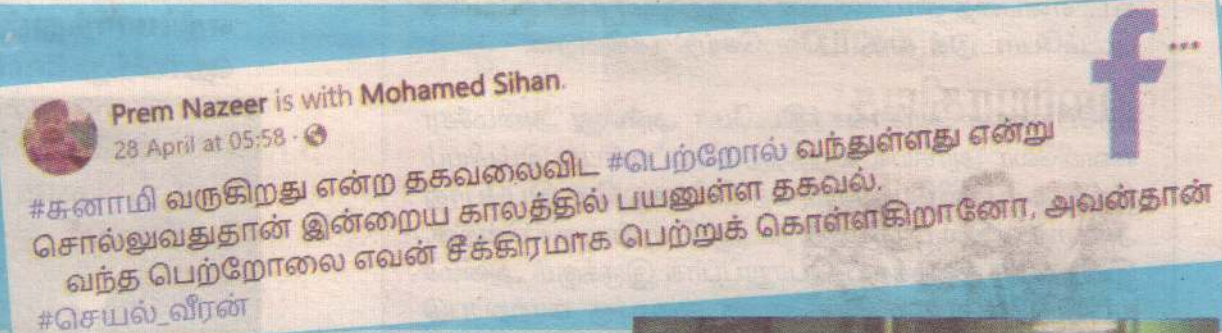 Prem Nazeer is with Mohamed Sihan.
28 April at 05:58 ·
#சுனாமி வருகிறது என்ற தகவலைவிட #பெற்றோல் வந்துள்ளது என்று
சொல்லுவதுதான் இன்றைய காலத்தில் பயனுள்ள தகவல்.
வந்த பெற்றோலை எவன் சீக்கிரமாக பெற்றுக் கொள்ளகிறானோ, அவன்தான்
#செயல்_வீரன்